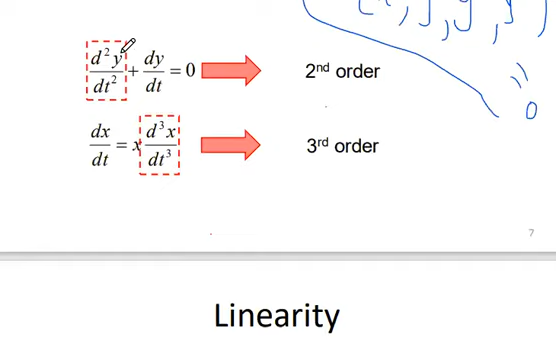 d²y/dt² + dy/dt = 0 2nd order
dx/dt = x d³x/dt³ 3rd order
7
Linearity